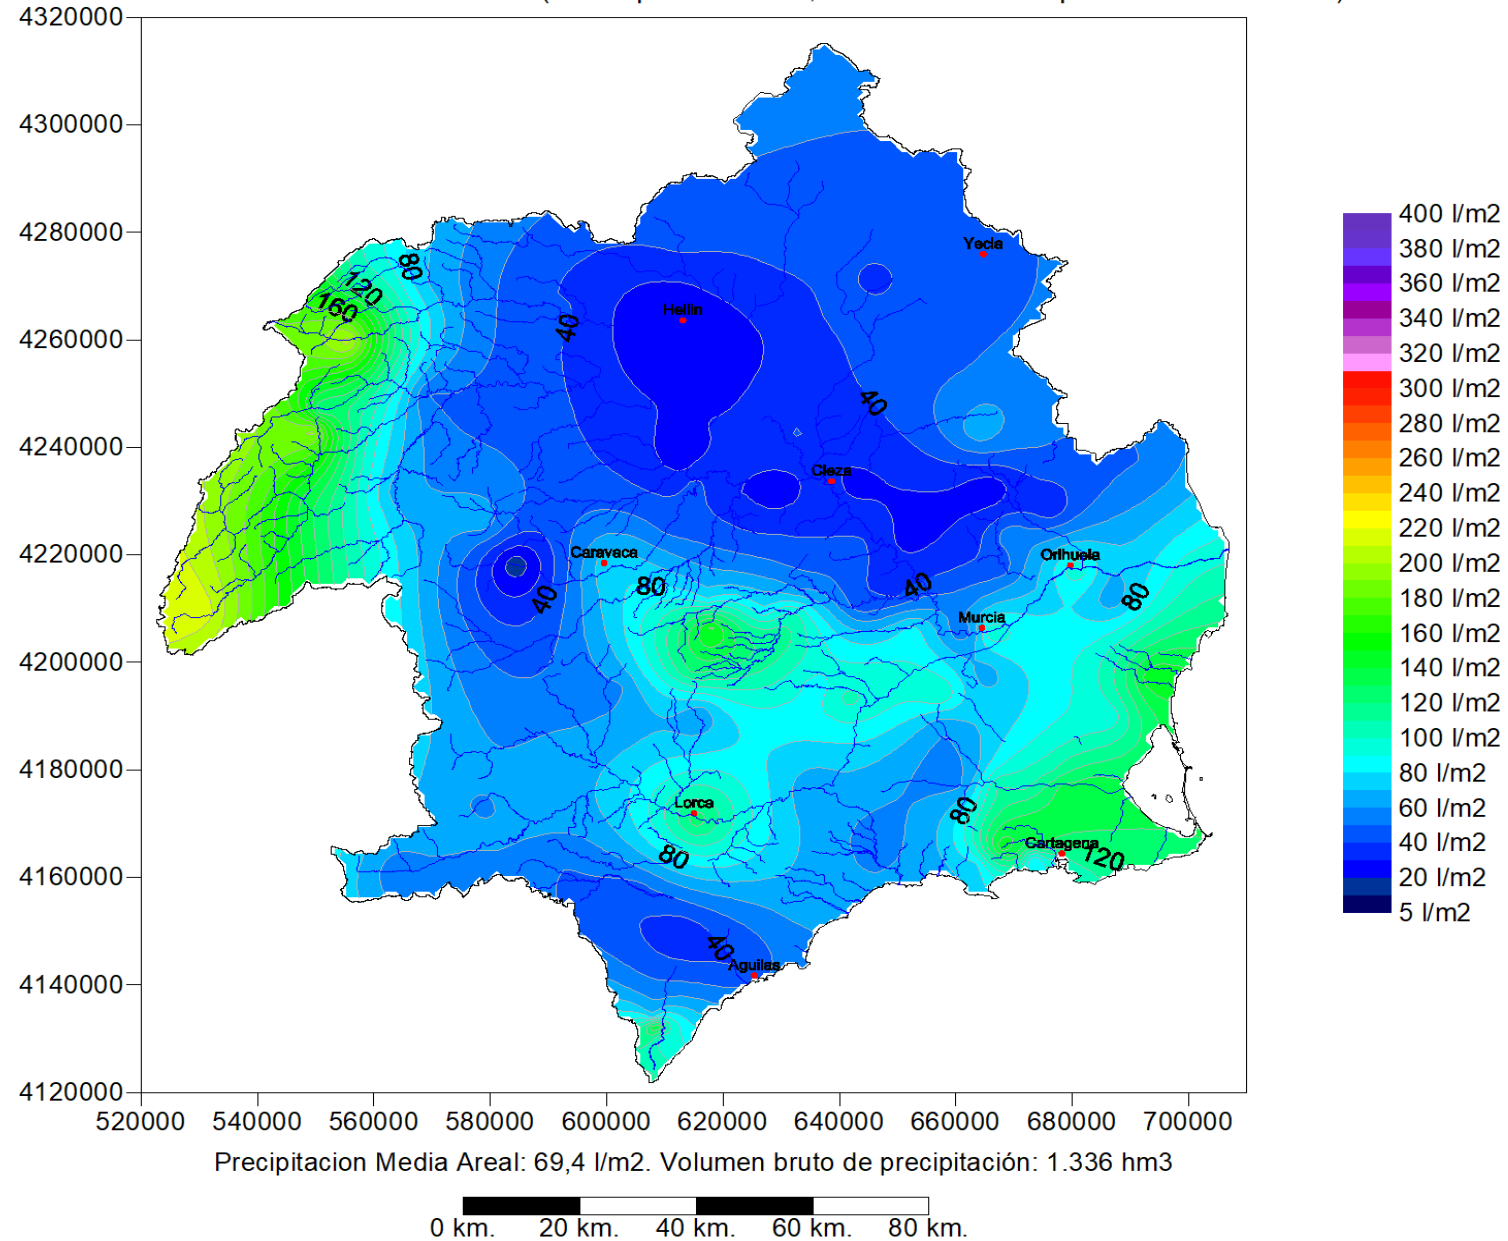 4320000
4300000
4280000
4260000
4240000
4220000
4200000
4180000
4160000
4140000
4120000
520000 540000 560000 580000 600000 620000 640000 660000 680000 700000
Yecla
80
120
160
Hellin
40
40
Cieza
Caravaca
Orihuela
80
40
40
80
Murcia
Lorca
80
80
Cartagena
120
40
Aguilas
400 l/m2
380 l/m2
360 l/m2
340 l/m2
320 l/m2
300 l/m2
280 l/m2
260 l/m2
240 l/m2
220 l/m2
200 l/m2
180 l/m2
160 l/m2
140 l/m2
120 l/m2
100 l/m2
80 l/m2
60 l/m2
40 l/m2
20 l/m2
5 l/m2
Precipitacion Media Areal: 69,4 l/m2. Volumen bruto de precipitación: 1.336 hm3
0 km. 20 km. 40 km. 60 km. 80 km.